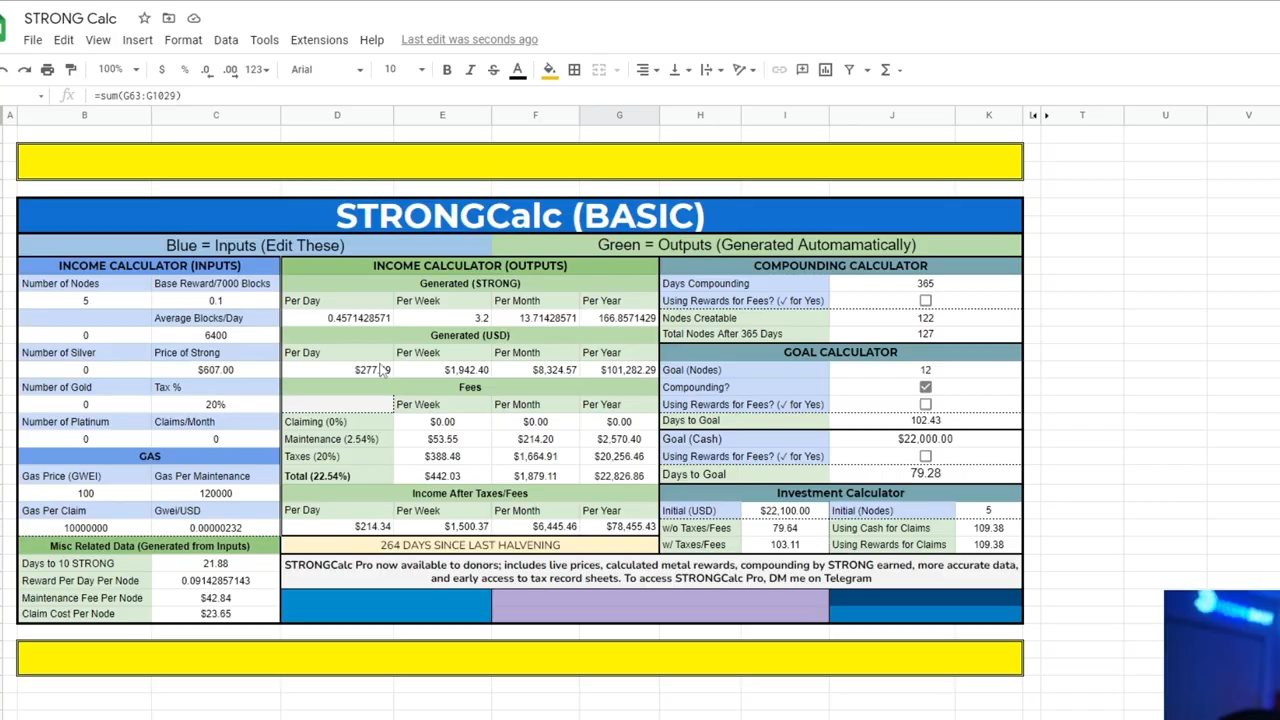 STRONG Calc
File Edit View Insert Format Data Tools Extensions Help Last edit was seconds ago
100% $ % .0 .00 123 Arial 10 B I S A
fx =sum(G63:G1029)
A B C D E F G H I J K T U V
STRONGCalc (BASIC)
Blue = Inputs (Edit These) Green = Outputs (Generated Automamatically)
INCOME CALCULATOR (INPUTS) INCOME CALCULATOR (OUTPUTS) COMPOUNDING CALCULATOR
Number of Nodes Base Reward/7000 Blocks Generated (STRONG) Days Compounding 365
5 0.1 Per Day Per Week Per Month Per Year Using Rewards for Fees? (✓ for Yes)
Average Blocks/Day 0.4571428571 3.2 13.71428571 166.8571429 Nodes Creatable 122
0 6400 Generated (USD) Total Nodes After 365 Days 127
Number of Silver Price of Strong Per Day Per Week Per Month Per Year GOAL CALCULATOR
0 $607.00 $1,942.40 $8,324.57 $101,282.29 Goal (Nodes) 12
Number of Gold Tax % Fees Compounding?
0 20% Per Week Per Month Per Year Using Rewards for Fees? (✓ for Yes)
Number of Platinum Claims/Month Claiming (0%) $0.00 $0.00 $0.00 Days to Goal 102.43
0 0 Maintenance (2.54%) $53.55 $214.20 $2,570.40 Goal (Cash) $22,000.00
GAS Taxes (20%) $388.48 $1,664.91 $20,256.46 Using Rewards for Fees? (✓ for Yes)
Gas Price (GWEI) Gas Per Maintenance Total (22.54%) $442.03 $1,879.11 $22,826.86 Days to Goal 79.28
100 120000 Income After Taxes/Fees Investment Calculator
Gas Per Claim Gwei/USD Per Day Per Week Per Month Per Year Initial (USD) $22,100.00 Initial (Nodes) 5
10000000 0.00000232 $214.34 $1,500.37 $6,445.46 $78,455.43 w/o Taxes/Fees 79.64 Using Cash for Claims 109.38
Misc Related Data (Generated from Inputs) 264 DAYS SINCE LAST HALVENING w/ Taxes/Fees 103.11 Using Rewards for Claims 109.38
Days to 10 STRONG 21.88 STRONGCalc Pro now available to donors; includes live prices, calculated metal rewards, compounding by STRONG earned, more accurate data,
Reward Per Day Per Node 0.09142857143 and early access to tax record sheets. To access STRONGCalc Pro, DM me on Telegram
Maintenance Fee Per Node $42.84
Claim Cost Per Node $23.65